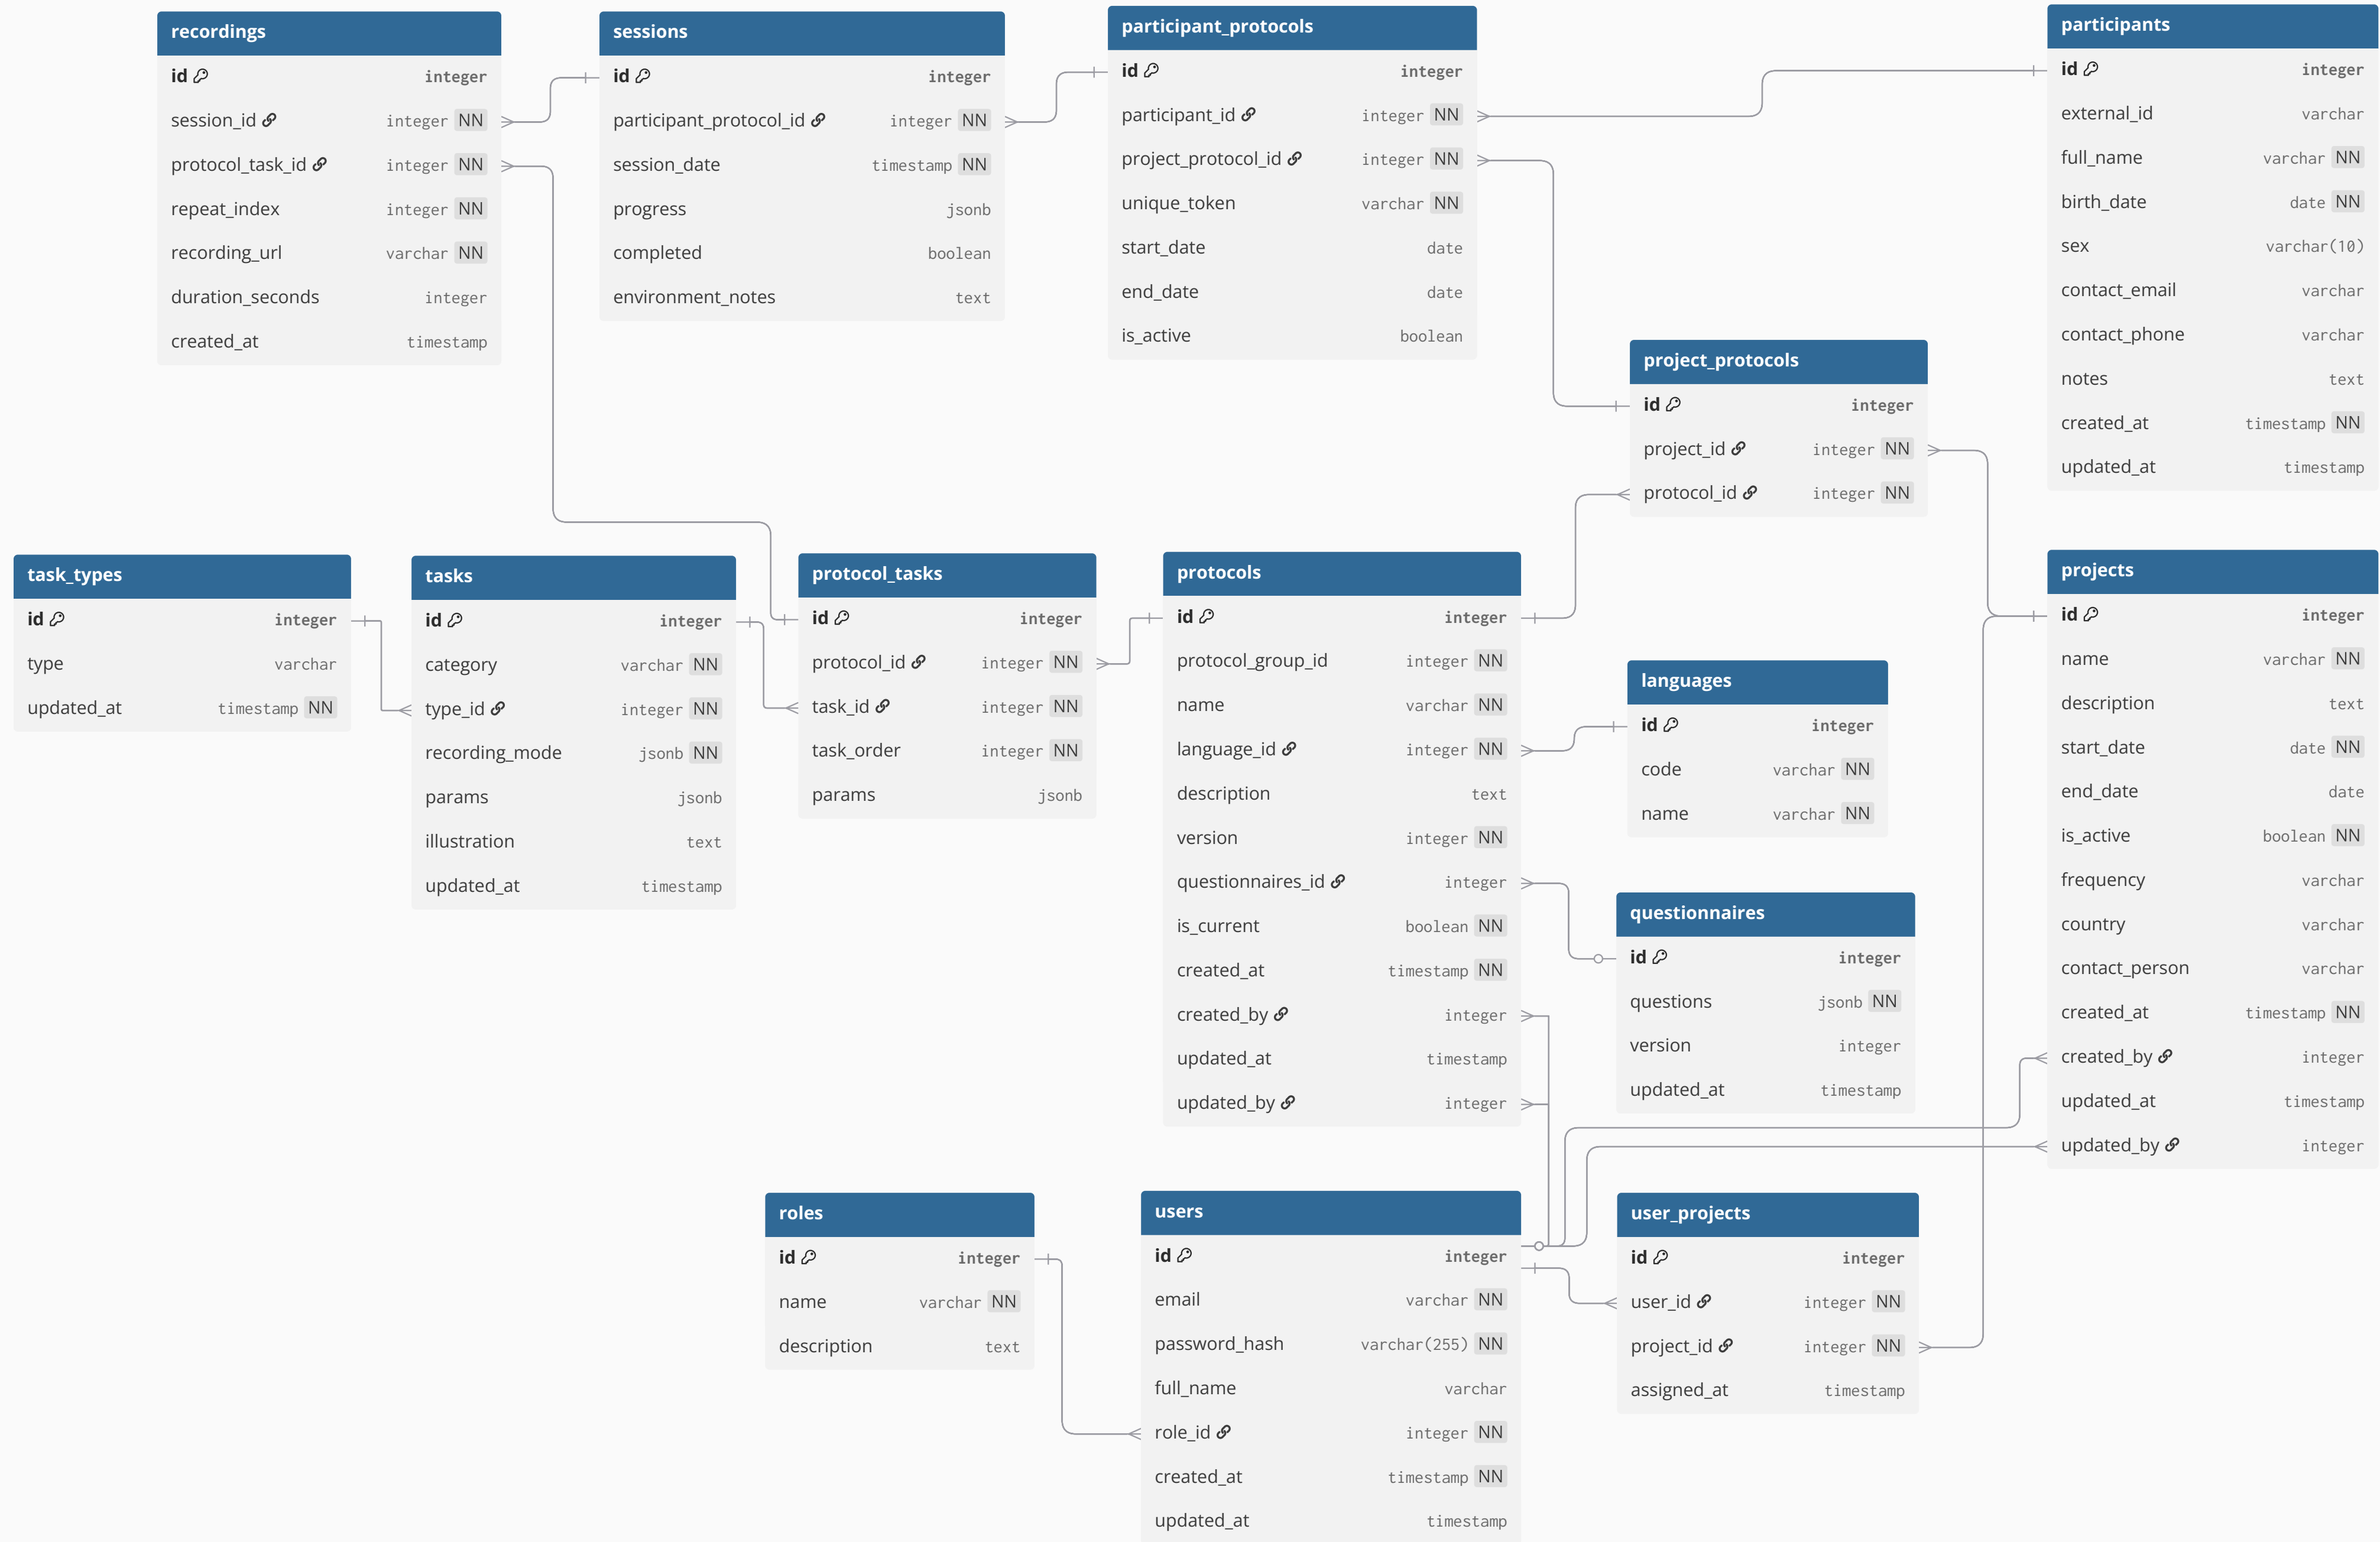 recordings
id integer
session_id integer NN
protocol_task_id integer NN
repeat_index integer NN
recording_url varchar NN
duration_seconds integer
created_at timestamp
sessions
id integer
participant_protocol_id integer NN
session_date timestamp NN
progress jsonb
completed boolean
environment_notes text
participant_protocols
id integer
participant_id integer NN
project_protocol_id integer NN
unique_token varchar NN
start_date date
end_date date
is_active boolean
participants
id integer
external_id varchar
full_name varchar NN
birth_date date NN
sex varchar(10)
contact_email varchar
contact_phone varchar
notes text
created_at timestamp NN
updated_at timestamp
project_protocols
id integer
project_id integer NN
protocol_id integer NN
task_types
id integer
type varchar
updated_at timestamp NN
tasks
id integer
category varchar NN
type_id integer NN
recording_mode jsonb NN
params jsonb
illustration text
updated_at timestamp
protocol_tasks
id integer
protocol_id integer NN
task_id integer NN
task_order integer NN
params jsonb
protocols
id integer
protocol_group_id integer NN
name varchar NN
language_id integer NN
description text
version integer NN
questionnaires_id integer
is_current boolean NN
created_at timestamp NN
created_by integer
updated_at timestamp
updated_by integer
languages
id integer
code varchar NN
name varchar NN
questionnaires
id integer
questions jsonb NN
version integer
updated_at timestamp
projects
id integer
name varchar NN
description text
start_date date NN
end_date date
is_active boolean NN
frequency varchar
country varchar
contact_person varchar
created_at timestamp NN
created_by integer
updated_at timestamp
updated_by integer
roles
id integer
name varchar NN
description text
users
id integer
email varchar NN
password_hash varchar(255) NN
full_name varchar
role_id integer NN
created_at timestamp NN
updated_at timestamp
user_projects
id integer
user_id integer NN
project_id integer NN
assigned_at timestamp